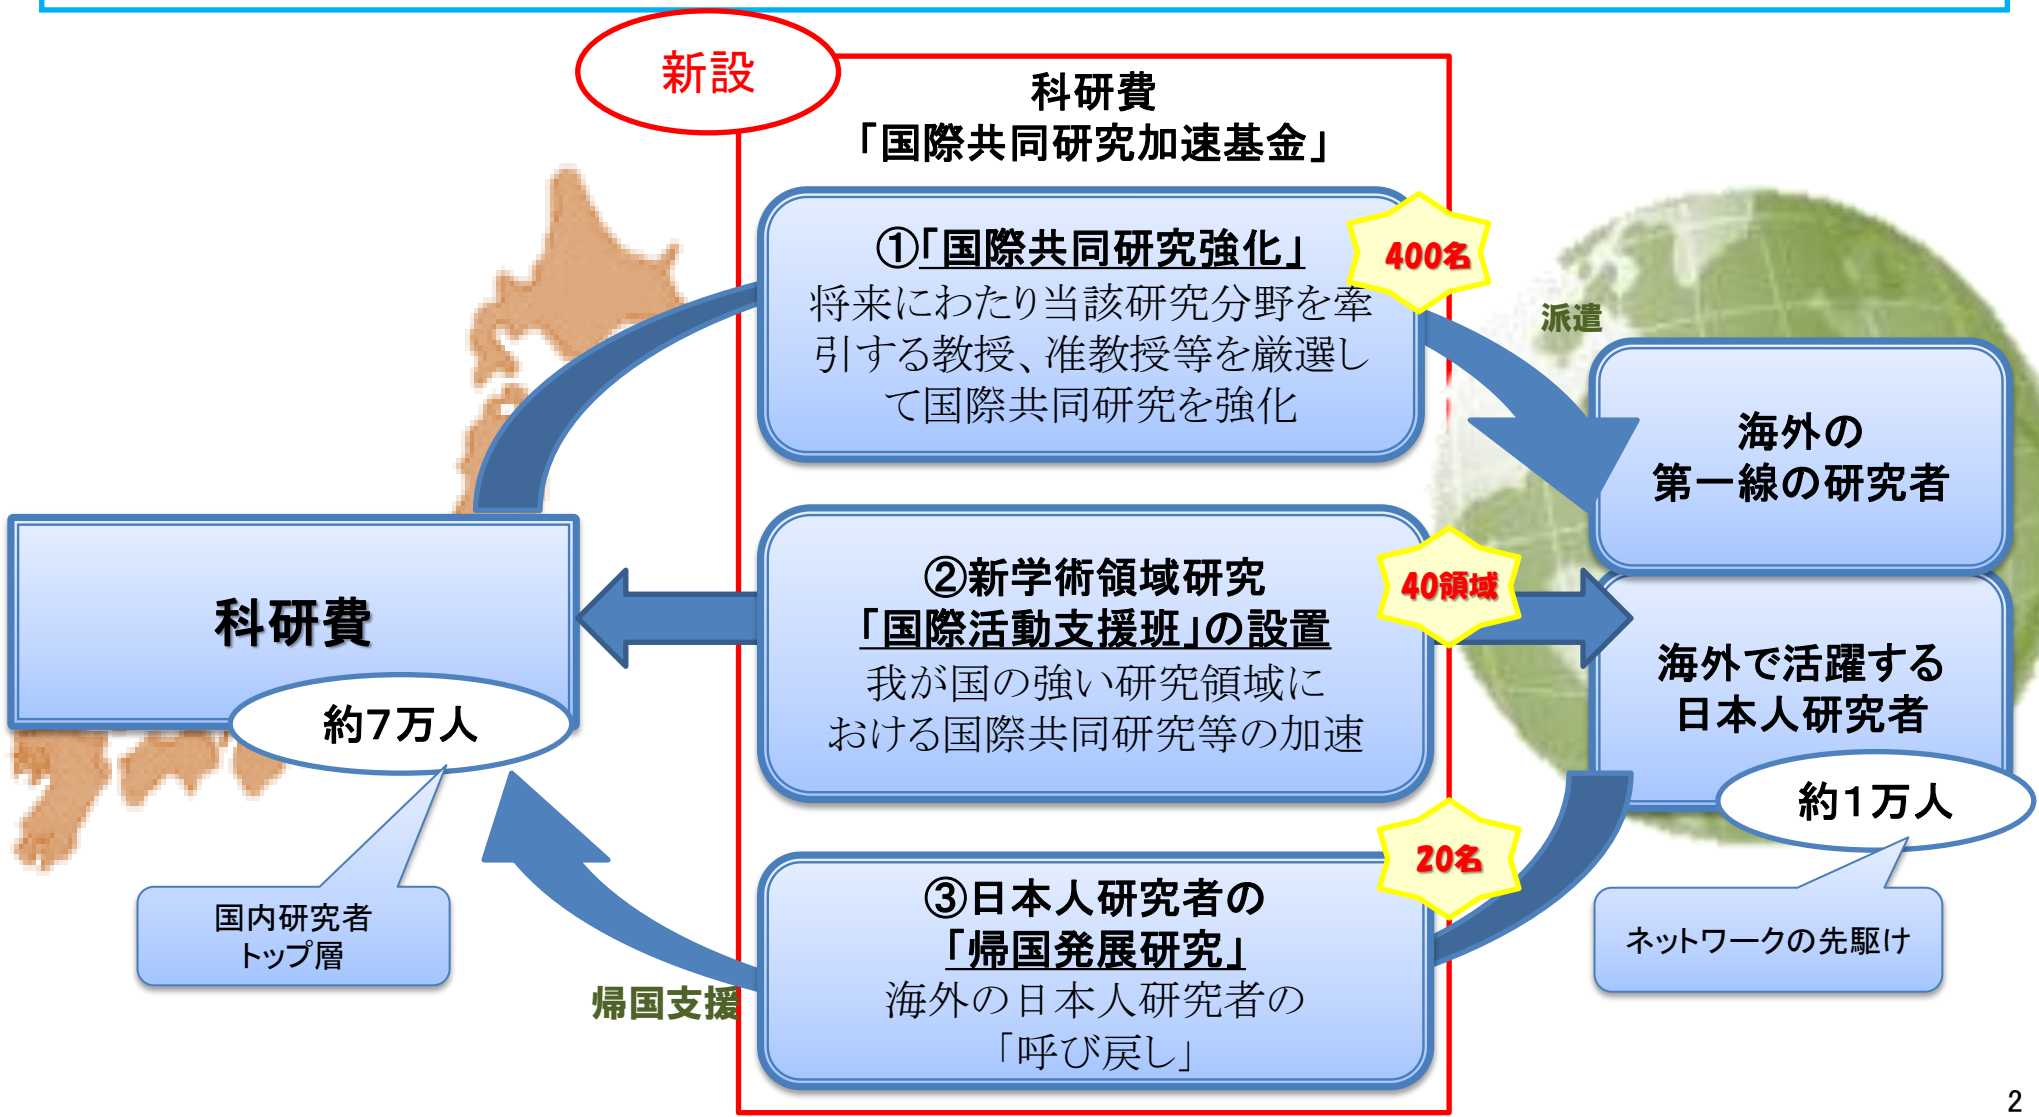 新設
科研費
「国際共同研究加速基金」
①「国際共同研究強化」
将来にわたり当該研究分野を牽
引する教授、准教授等を厳選し
て国際共同研究を強化
400名
派遣
海外の
第一線の研究者
②新学術領域研究
「国際活動支援班」の設置
我が国の強い研究領域に
おける国際共同研究等の加速
40領域
科研費
約7万人
国内研究者
トップ層
海外で活躍する
日本人研究者
約1万人
ネットワークの先駆け
③日本人研究者の
「帰国発展研究」
海外の日本人研究者の
「呼び戻し」
20名
帰国支援
2